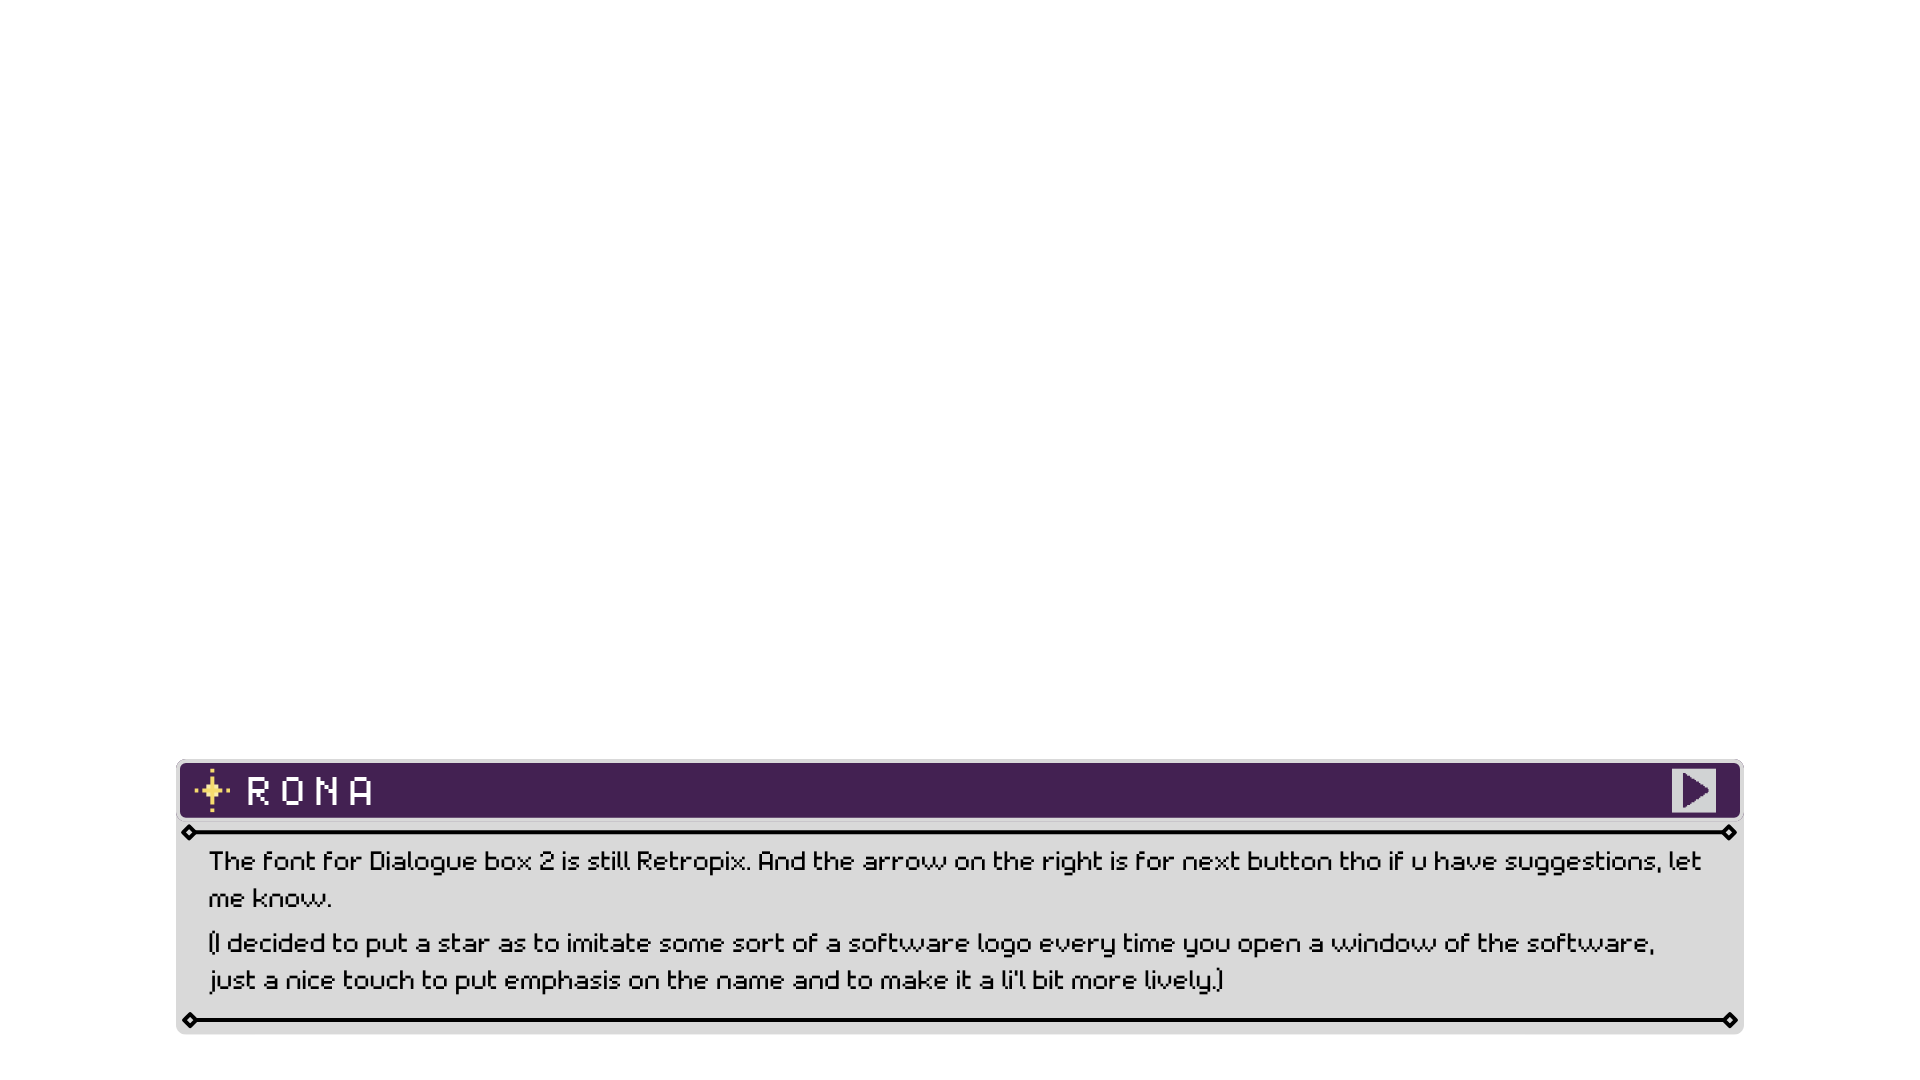 RONA
The font for Dialogue box 2 is still Retropix. And the arrow on the right is for next button tho if u have suggestions, let
me know.
(I decided to put a star as to imitate some sort of a software logo every time you open a window of the software,
just a nice touch to put emphasis on the name and to make it a li'l bit more lively.)